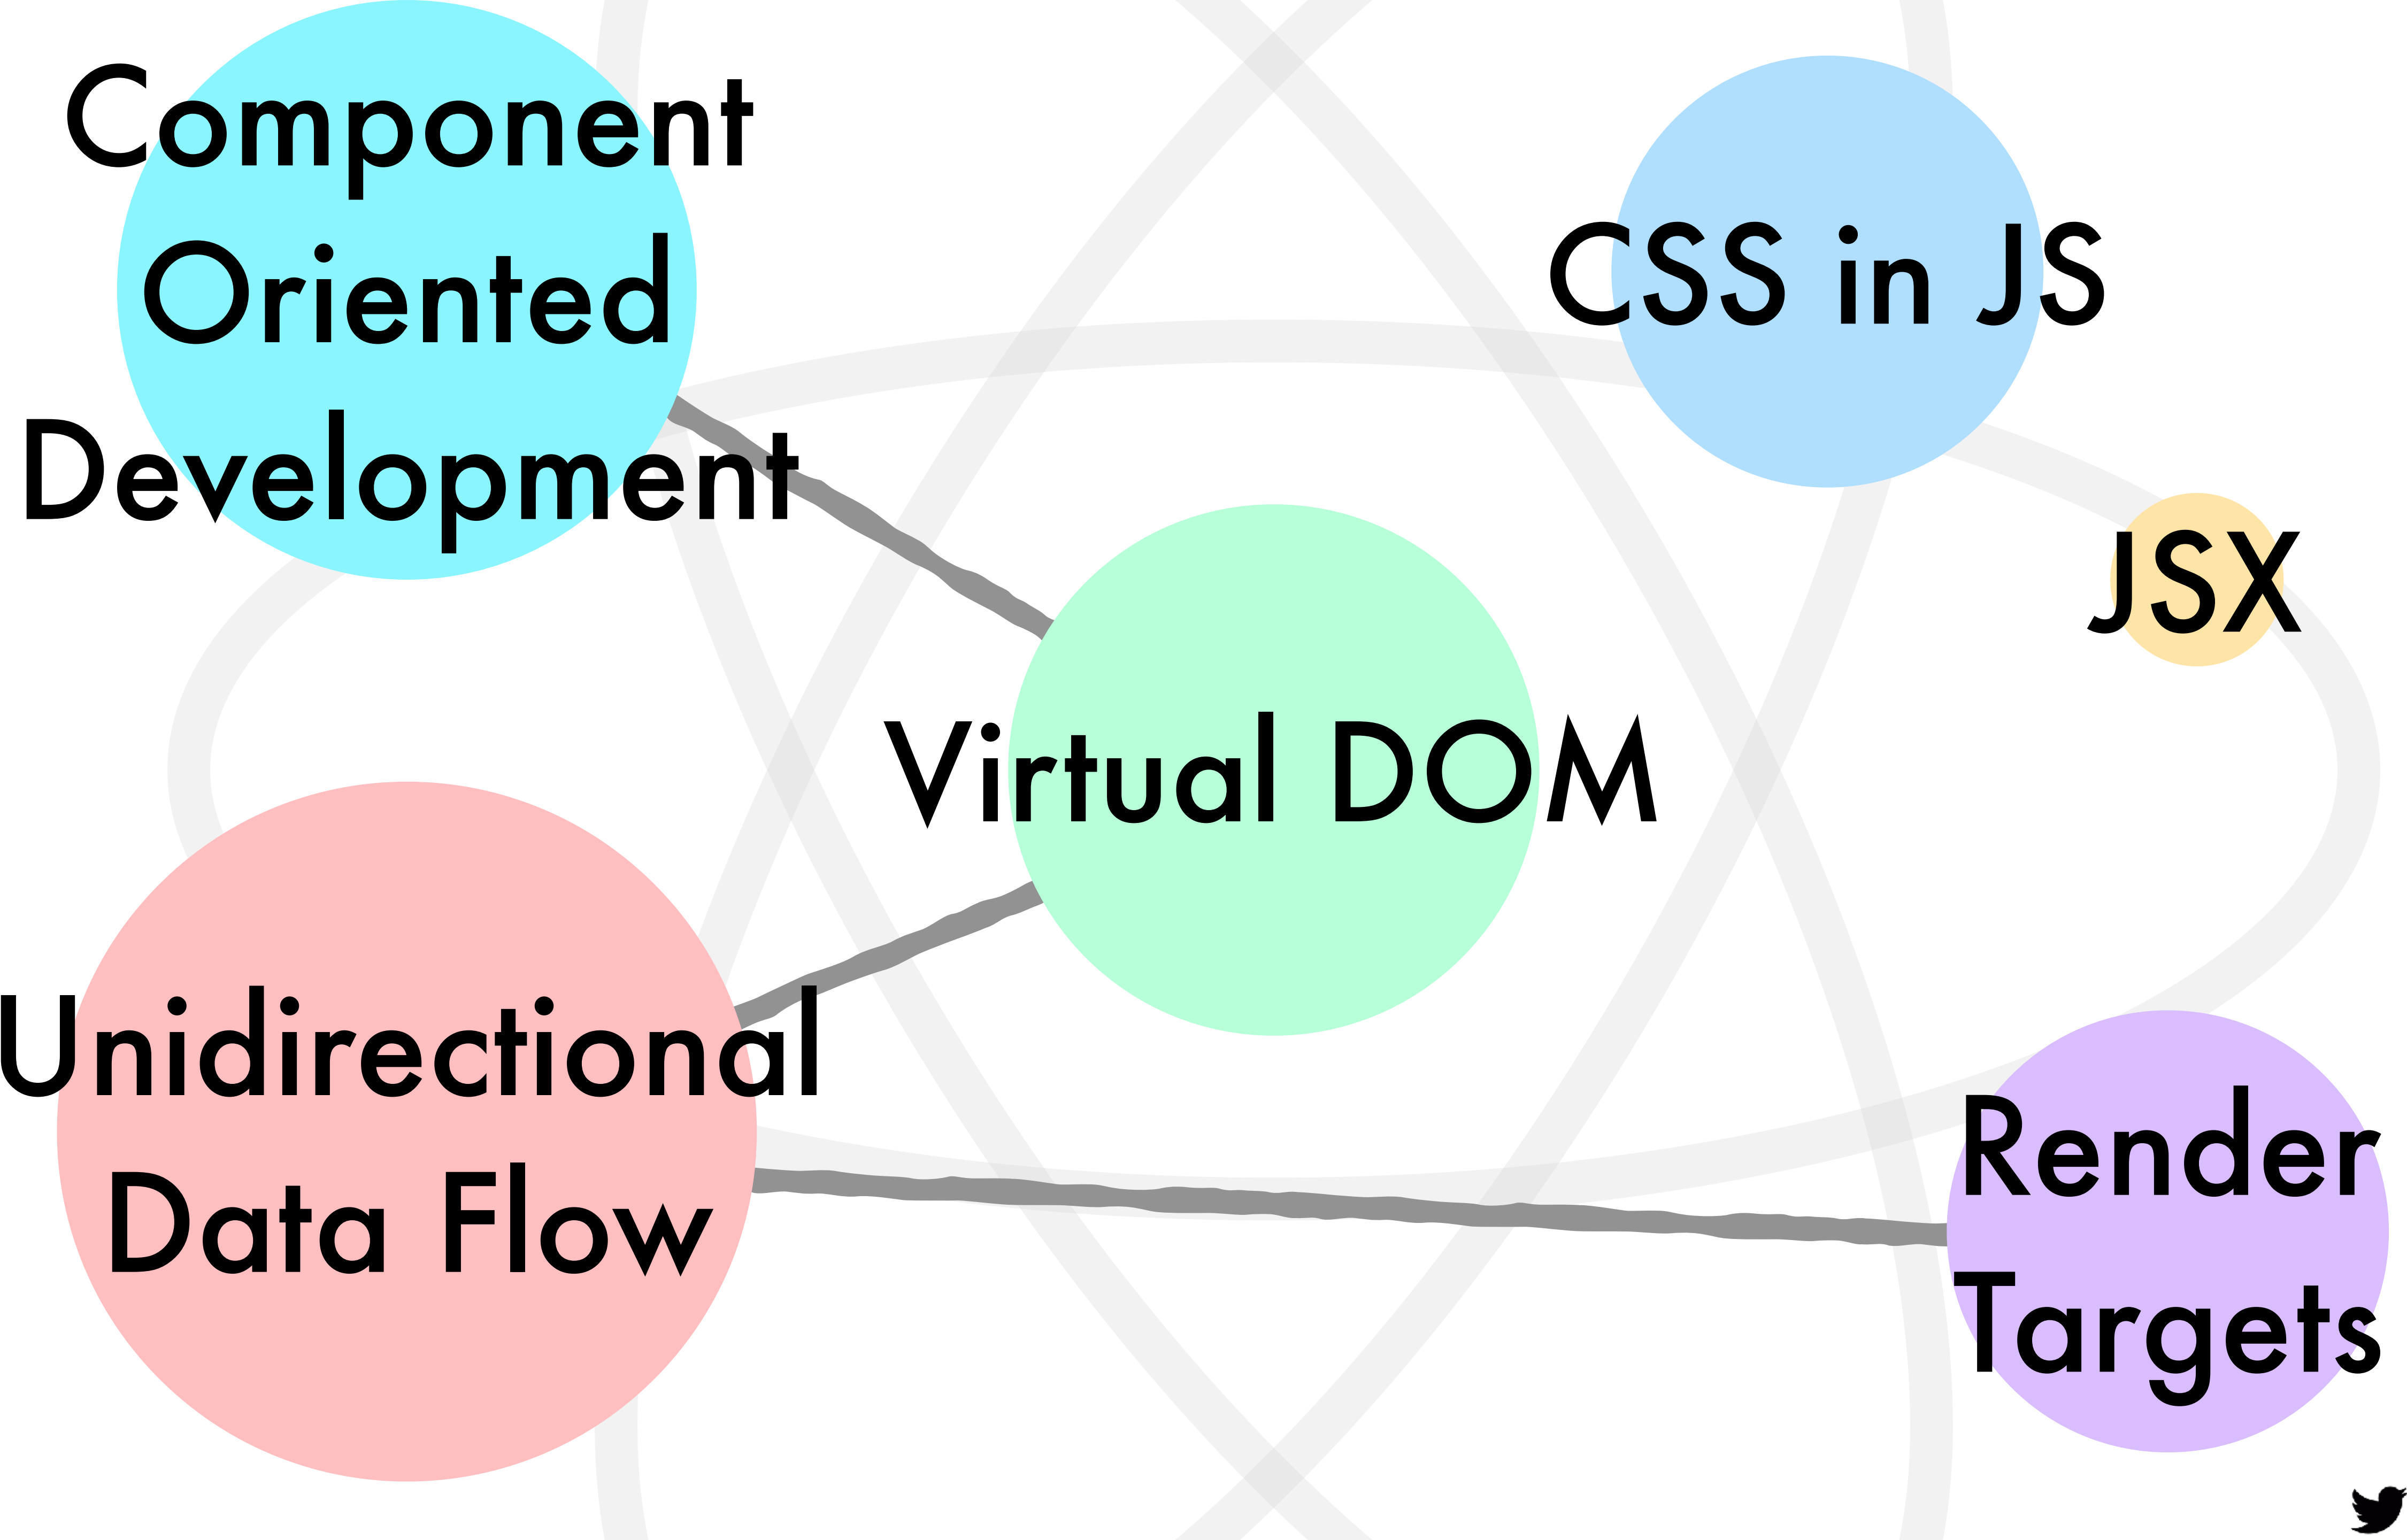 Component
Oriented
Development
CSS in JS
JSX
Virtual DOM
Unidirectional
Data Flow
Render
Targets